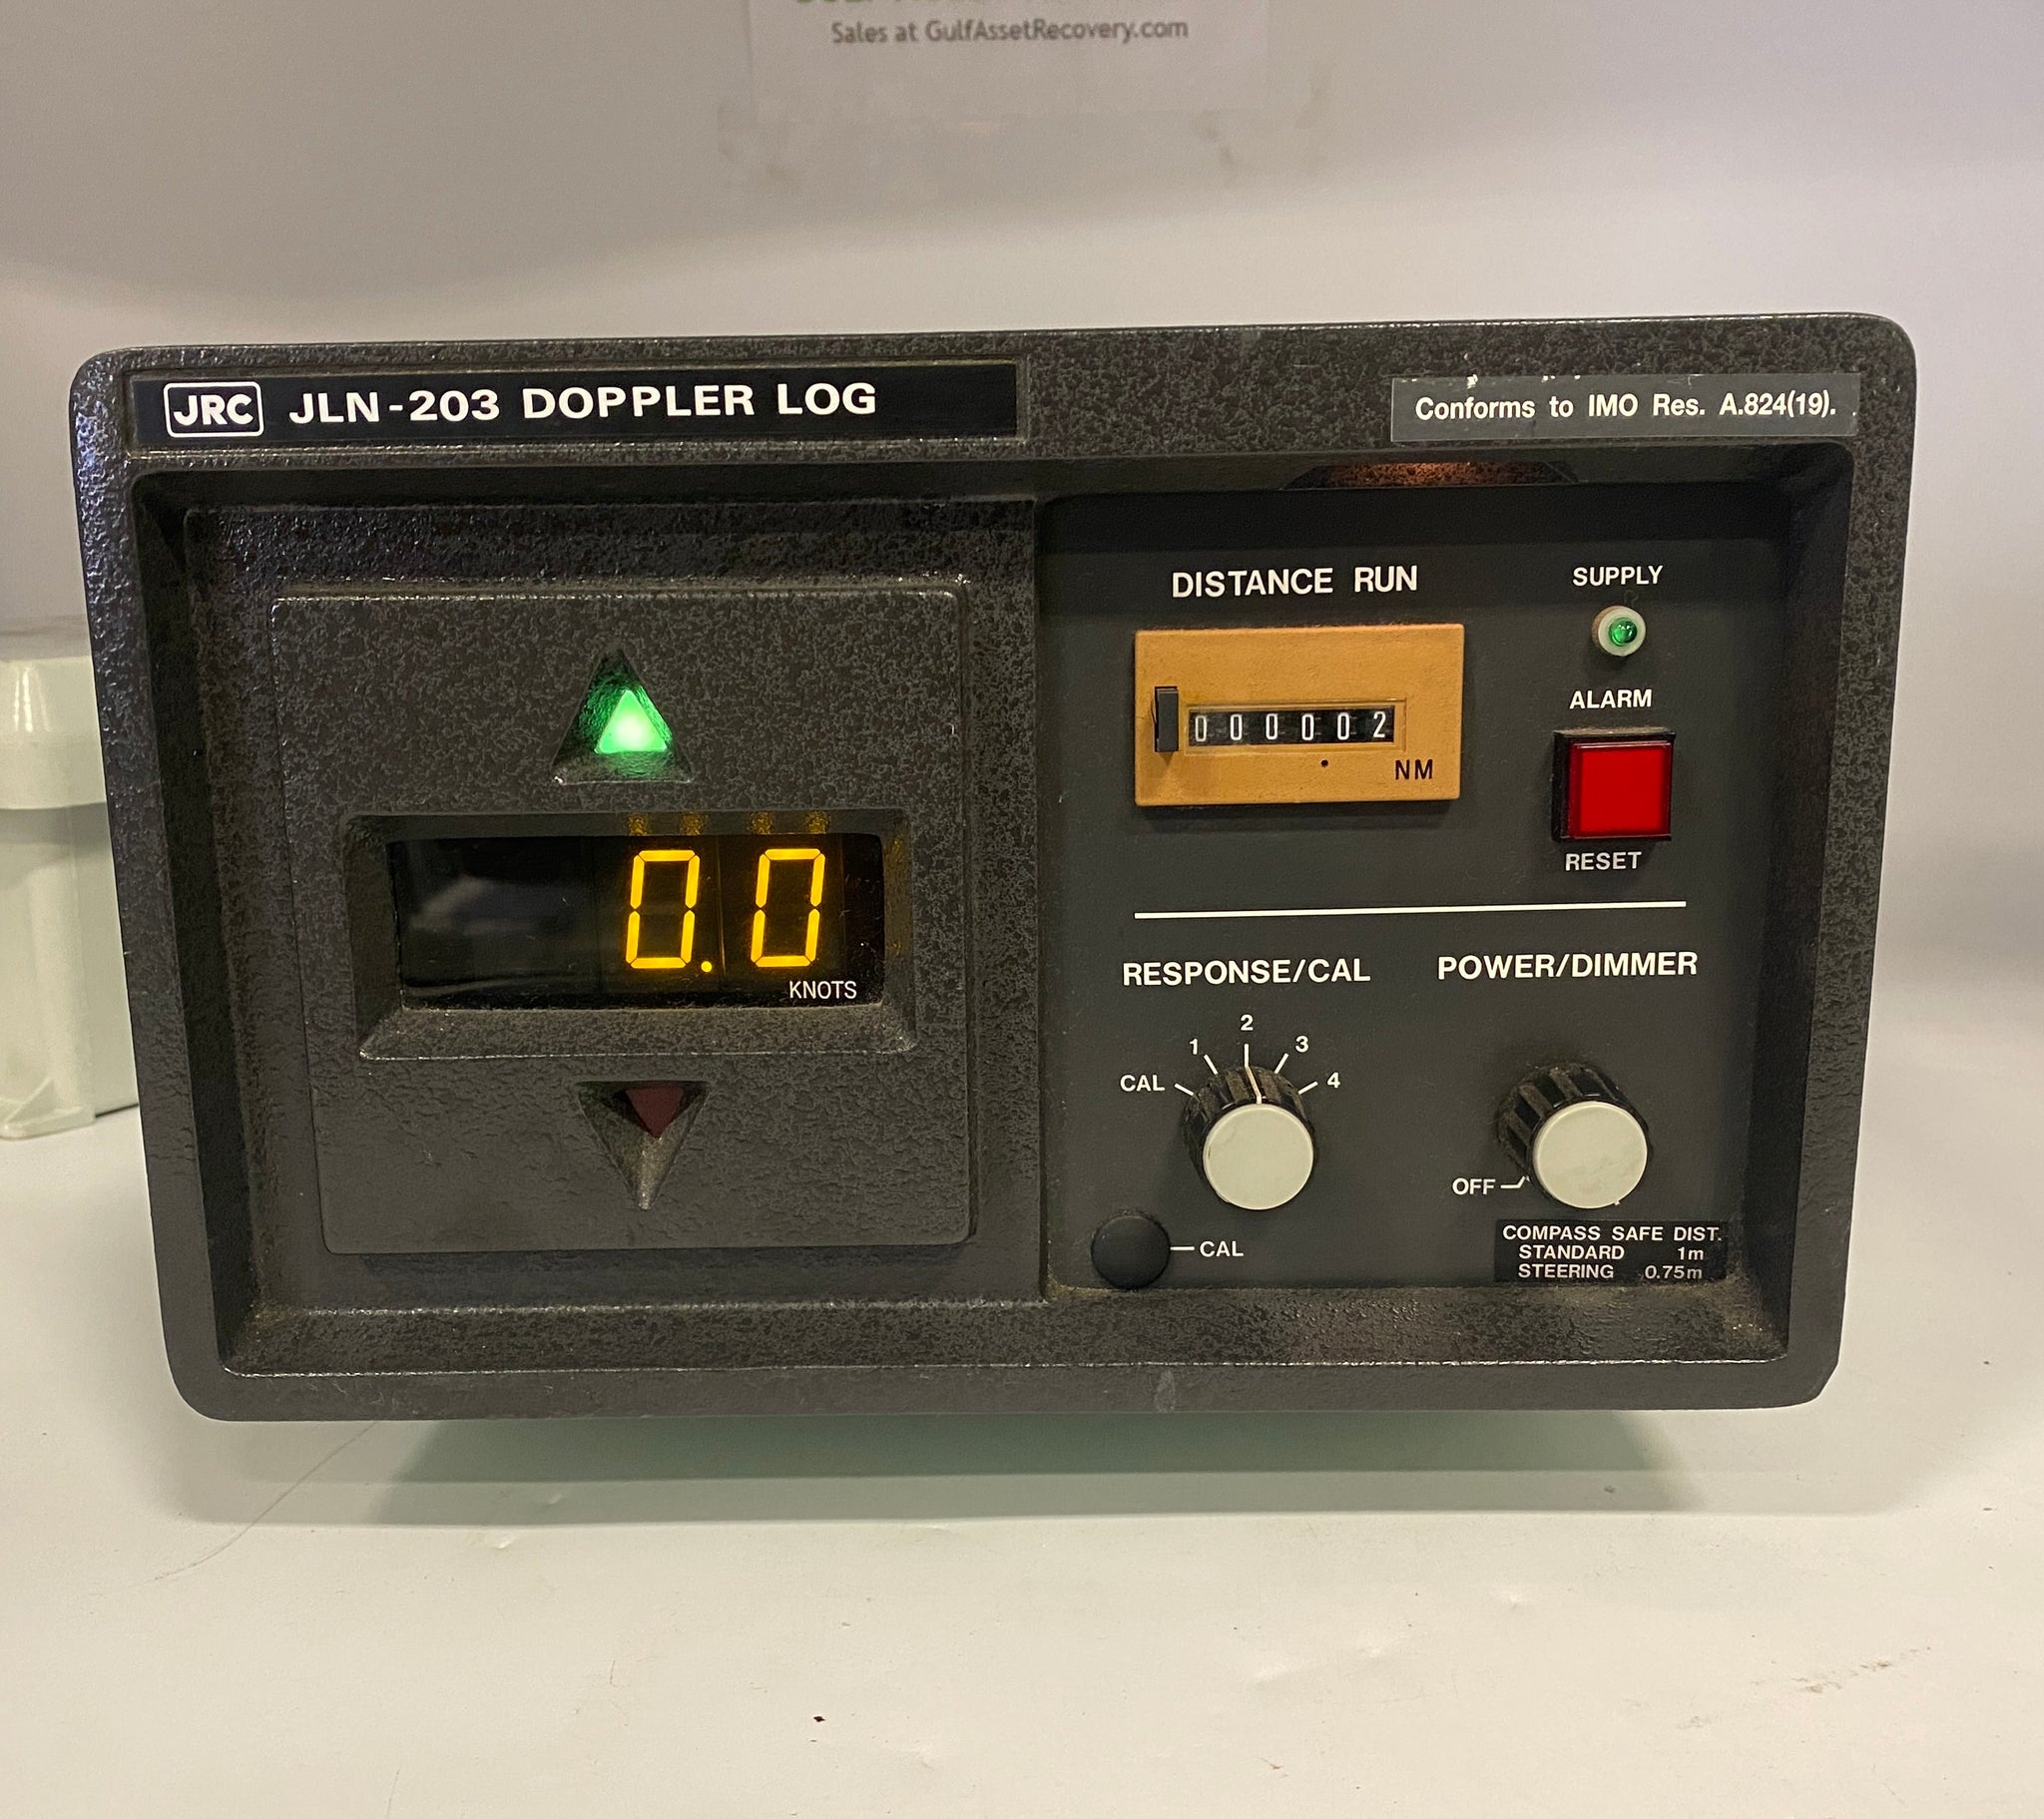 Sales at GulfAssetRecovery.com
JRC JLN-203 DOPPLER LOG
Conforms to IMO Res. A.824(19).
DISTANCE RUN
SUPPLY
000002
NM
ALARM
RESET
0.0
KNOTS
RESPONSE/CAL
POWER/DIMMER
CAL 1 2 3 4
OFF
CAL
COMPASS SAFE DIST.
STANDARD 1m
STEERING 0.75m